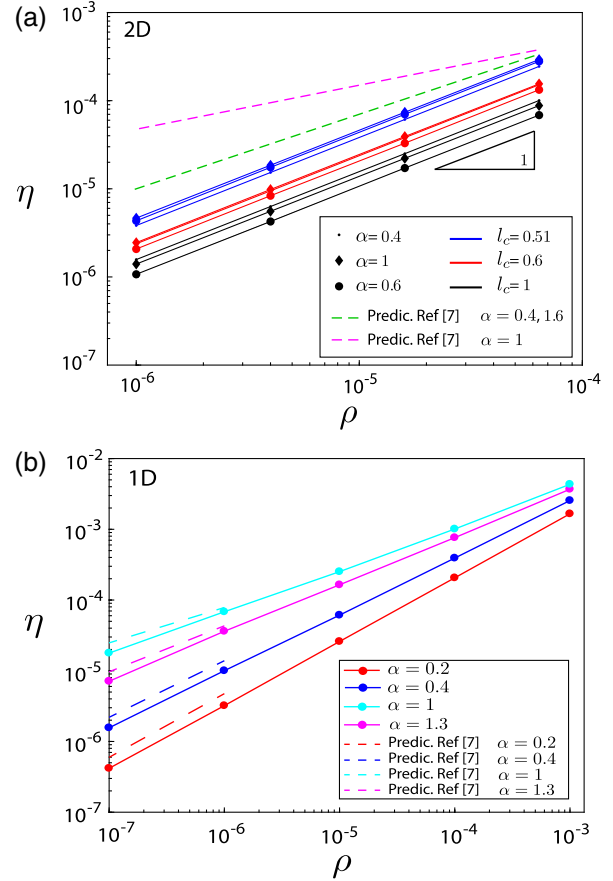 (a)
2D
10⁻³
10⁻⁴
10⁻⁵
10⁻⁶
10⁻⁷
η
1
α= 0.4 l_c= 0.51
α= 1 l_c= 0.6
α= 0.6 l_c= 1
Predic. Ref [7] α = 0.4, 1.6
Predic. Ref [7] α = 1
10⁻⁶ 10⁻⁵ 10⁻⁴
ρ
(b)
1D
10⁻²
10⁻³
10⁻⁴
10⁻⁵
10⁻⁶
10⁻⁷
η
α = 0.2
α = 0.4
α = 1
α = 1.3
Predic. Ref [7] α = 0.2
Predic. Ref [7] α = 0.4
Predic. Ref [7] α = 1
Predic. Ref [7] α = 1.3
10⁻⁷ 10⁻⁶ 10⁻⁵ 10⁻⁴ 10⁻³
ρ